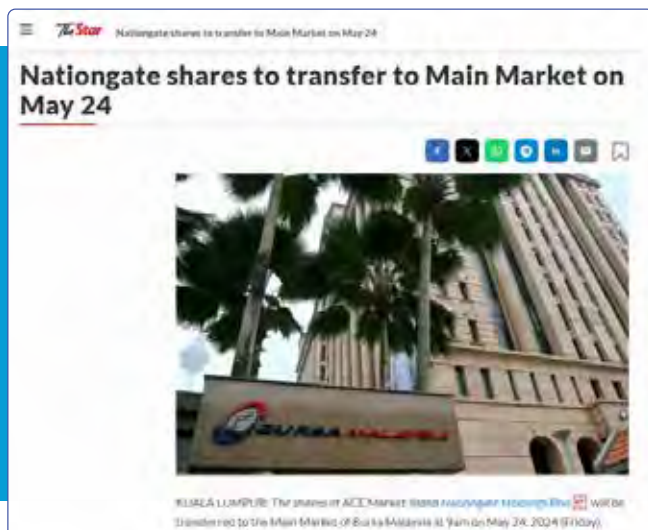 The Star Nationgate shares to transfer to Main Market on May 24
Nationgate shares to transfer to Main Market on
May 24
BURSA MALAYSIA
KUALA LUMPUR: The shares of ACE Market listed Nationgate Holdings Bhd will be
transferred to the Main Market of Bursa Malaysia at 9am on May 24, 2024 (Friday).